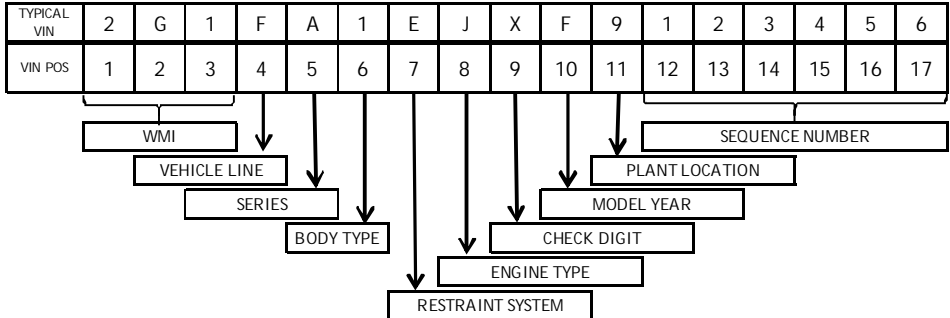 TYPICAL VIN 2 G 1 F A 1 E J X F 9 1 2 3 4 5 6
VIN POS 1 2 3 4 5 6 7 8 9 10 11 12 13 14 15 16 17
WMI SEQUENCE NUMBER
VEHICLE LINE PLANT LOCATION
SERIES MODEL YEAR
BODY TYPE CHECK DIGIT
ENGINE TYPE
RESTRAINT SYSTEM